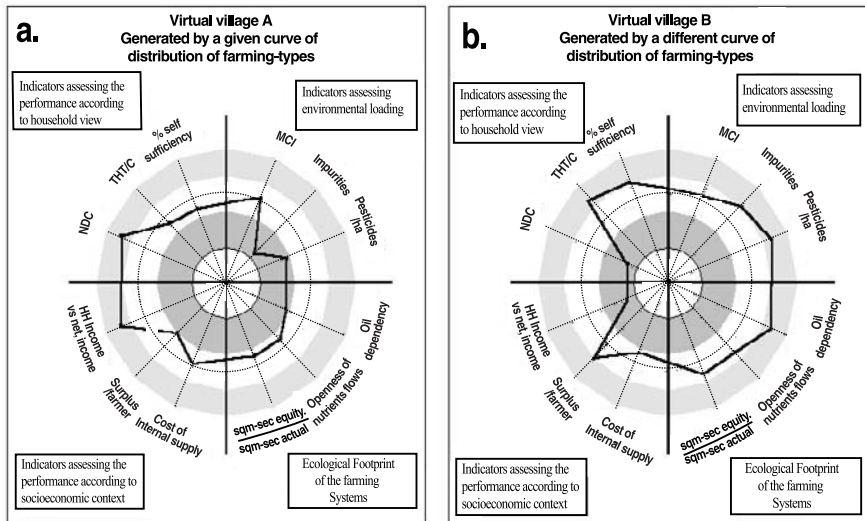 a.
Virtual village A
Generated by a given curve of
distribution of farming-types
Indicators assessing the
performance according
to household view
Indicators assessing
environmental loading
% self
sufficiency
MCI
THT/C
Impurities
NDC
Pesticides
/ha
HH Income
vs net, income
Oil
dependency
Surplus
/farmer
Openness of
nutrients flows
Cost of
Internal supply
sqm-sec equity.
sqm-sec actual
Indicators assessing the
performance according to
socioeconomic context
Ecological Footprint
of the farming
Systems
b.
Virtual village B
Generated by a different curve of
distribution of farming-types
Indicators assessing the
performance according
to household view
Indicators assessing
environmental loading
% self
sufficiency
MCI
THT/C
Impurities
NDC
Pesticides
/ha
HH Income
vs net, income
Oil
dependency
Surplus
/farmer
Openness of
nutrients flows
Cost of
Internal supply
sqm-sec equity.
sqm-sec actual
Indicators assessing the
performance according to
socioeconomic context
Ecological Footprint
of the farming
Systems